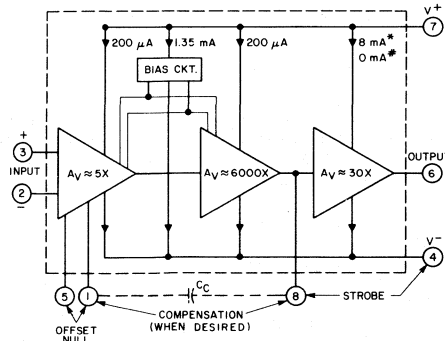 V+
7
200 µA
1.35 mA
200 µA
8 mA*
0 mA#
BIAS CKT.
+
3
INPUT
2
−
AV ≈ 5X
AV ≈ 6000X
AV ≈ 30X
OUTPUT
6
V−
4
5
1
CC
8
STROBE
OFFSET
NULL
COMPENSATION
(WHEN DESIRED)